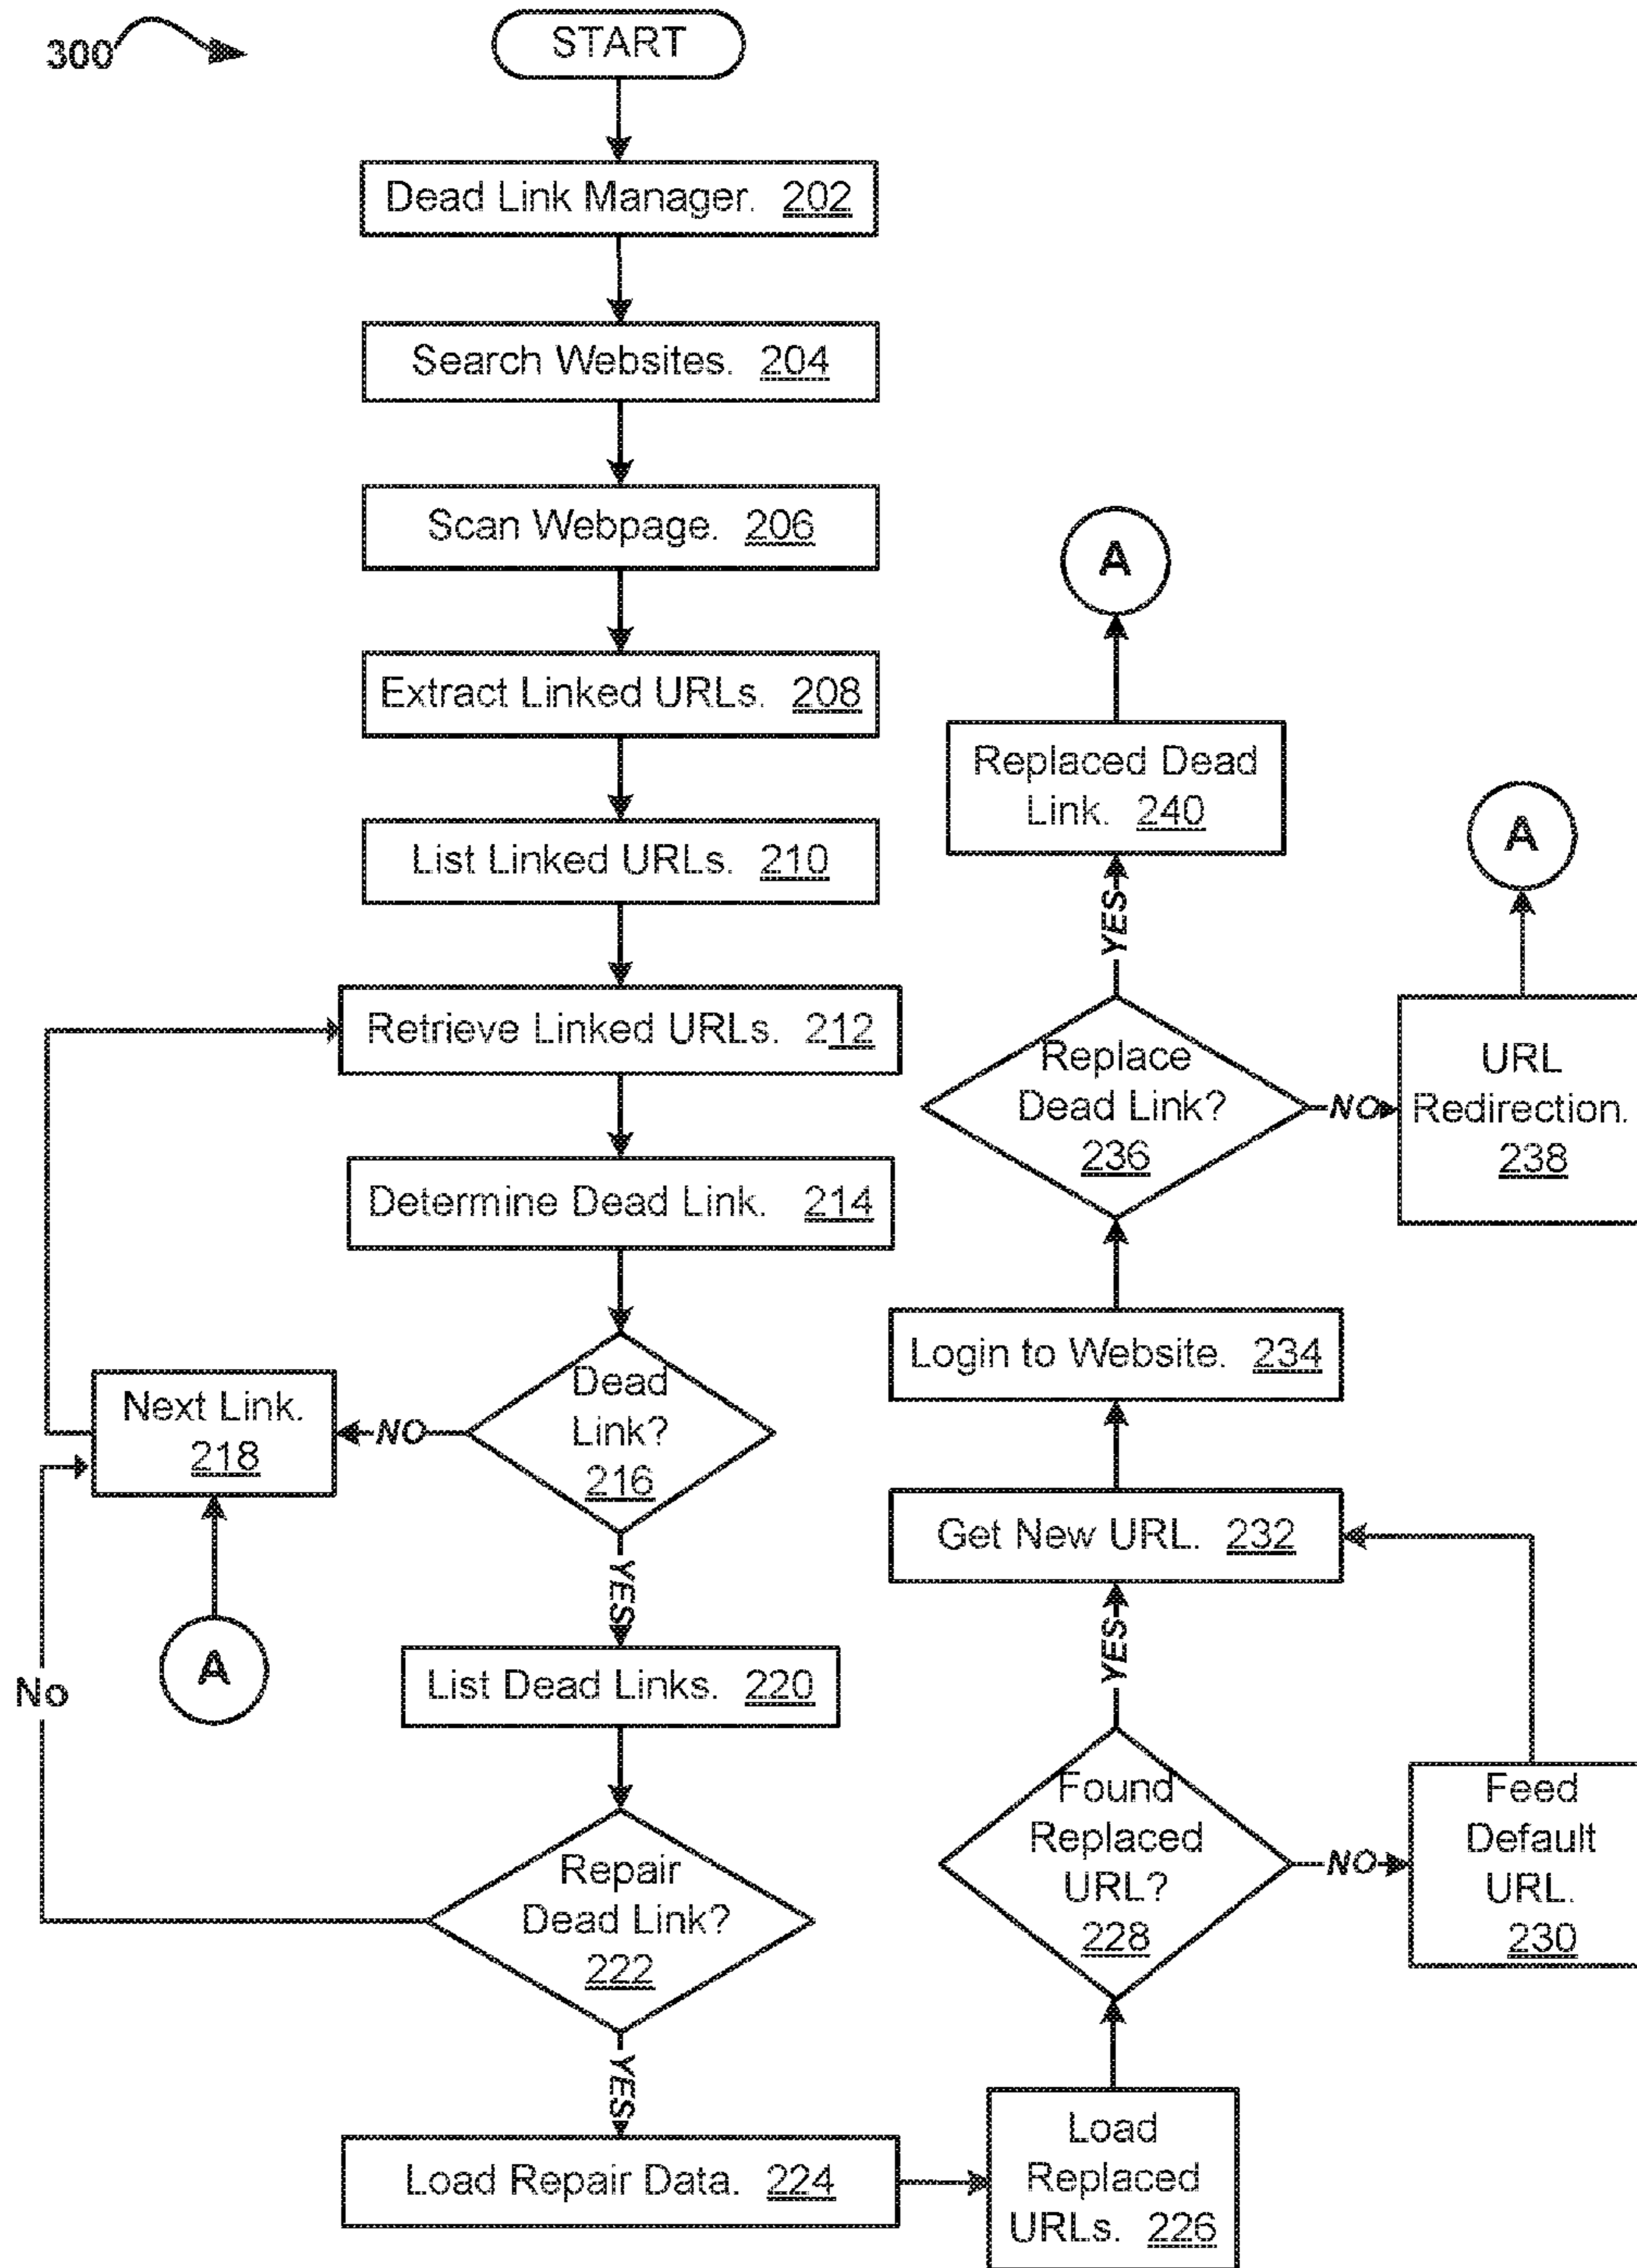 300
START
Dead Link Manager. 202
Search Websites. 204
Scan Webpage. 206
Extract Linked URLs. 208
List Linked URLs. 210
Retrieve Linked URLs. 212
Determine Dead Link. 214
Dead
Link?
216
NO
Next Link.
218
A
No
YES
List Dead Links. 220
Repair
Dead Link?
222
YES
Load Repair Data. 224
Load
Replaced
URLs. 226
Found
Replaced
URL?
228
NO
Feed
Default
URL.
230
YES
Get New URL. 232
Login to Website. 234
Replace
Dead Link?
236
NO
URL
Redirection.
238
A
YES
Replaced Dead
Link. 240
A